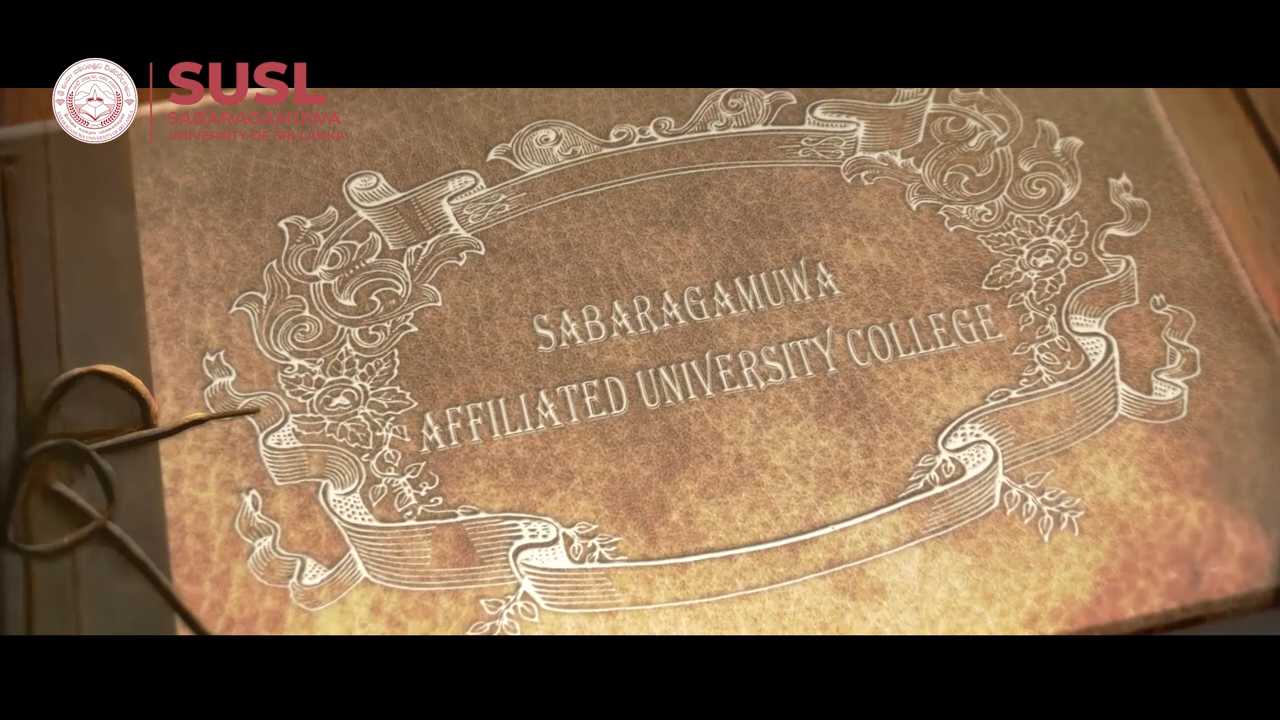 SUSL
SABARAGAMUWA
UNIVERSITY OF SRI LANKA
SABARAGAMUWA
AFFILIATED UNIVERSITY COLLEGE